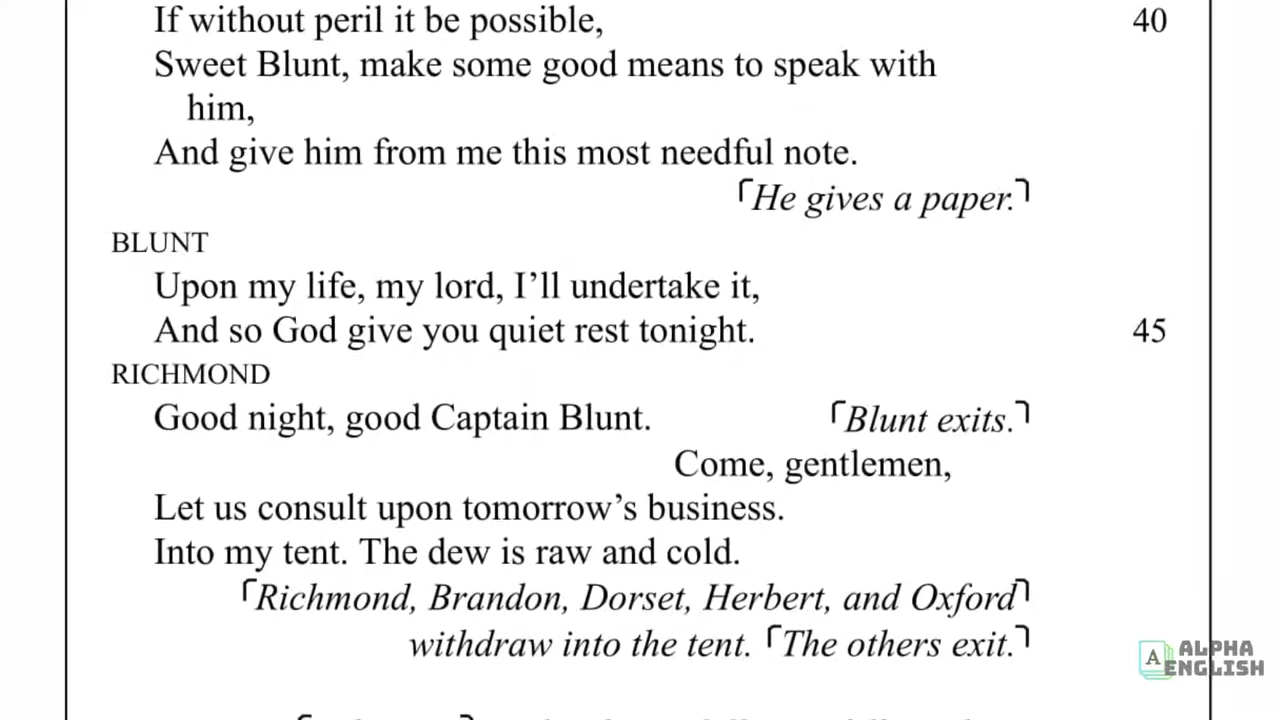 If without peril it be possible, 40
Sweet Blunt, make some good means to speak with
him,
And give him from me this most needful note.
⌜He gives a paper.⌝
BLUNT
Upon my life, my lord, I’ll undertake it,
And so God give you quiet rest tonight. 45
RICHMOND
Good night, good Captain Blunt. ⌜Blunt exits.⌝
Come, gentlemen,
Let us consult upon tomorrow’s business.
Into my tent. The dew is raw and cold.
⌜Richmond, Brandon, Dorset, Herbert, and Oxford⌝
withdraw into the tent. ⌜The others exit.⌝
A ALPHA
ENGLISH